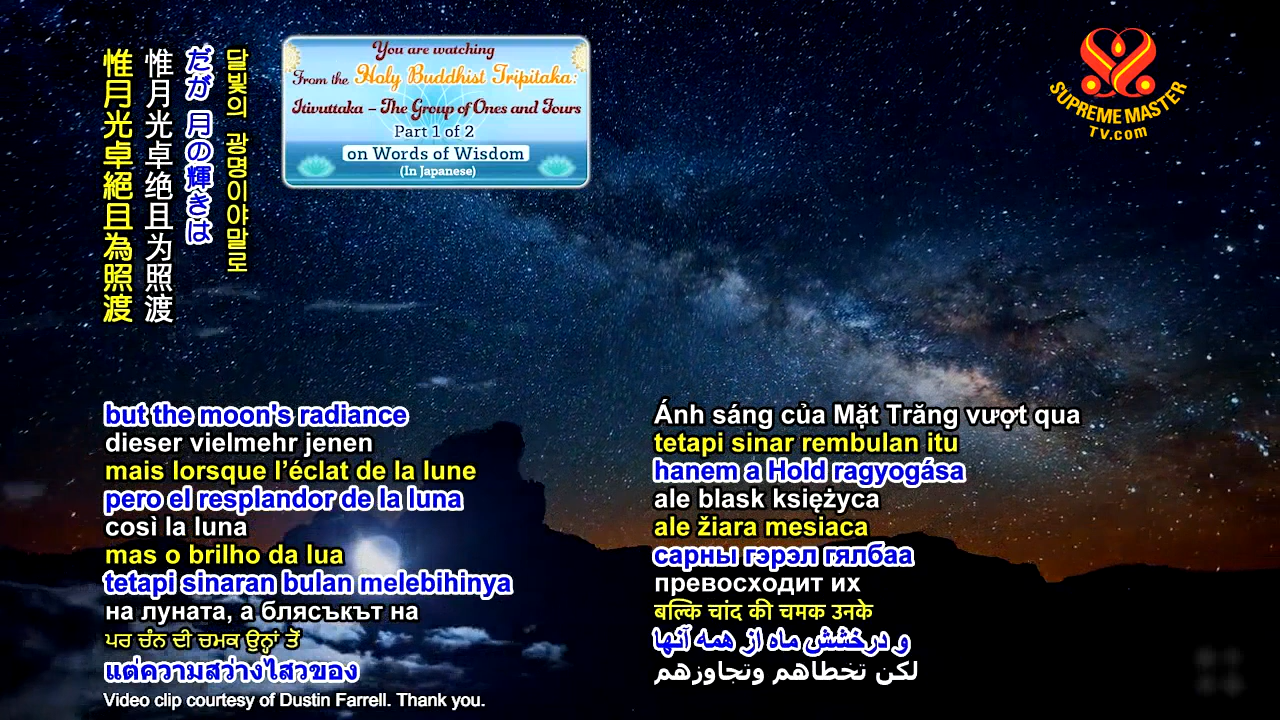 달빛의 광명이야말로
だが 月の輝きは
惟月光卓绝且为照渡
惟月光卓絕且為照渡
You are watching
From the Holy Buddhist Tripitaka:
Itivuttaka – The Group of Ones and Fours
Part 1 of 2
on Words of Wisdom
(In Japanese)
SUPREME MASTER
TV.com
but the moon's radiance
dieser vielmehr jenen
mais lorsque l’éclat de la lune
pero el resplandor de la luna
così la luna
mas o brilho da lua
tetapi sinaran bulan melebihinya
на луната, а блясъкът на
ਪਰ ਚੰਨ ਦੀ ਚਮਕ ਉਨ੍ਹਾਂ ਤੋਂ
แต่ความสว่างไสวของ
Video clip courtesy of Dustin Farrell. Thank you.
Ánh sáng của Mặt Trăng vượt qua
tetapi sinar rembulan itu
hanem a Hold ragyogása
ale blask księżyca
ale žiara mesiaca
сарны гэрэл гялбаа
превосходит их
बल्कि चांद की चमक उनके
و درخشش ماه از همه آنها
لكن تخطاهم وتجاوزهم